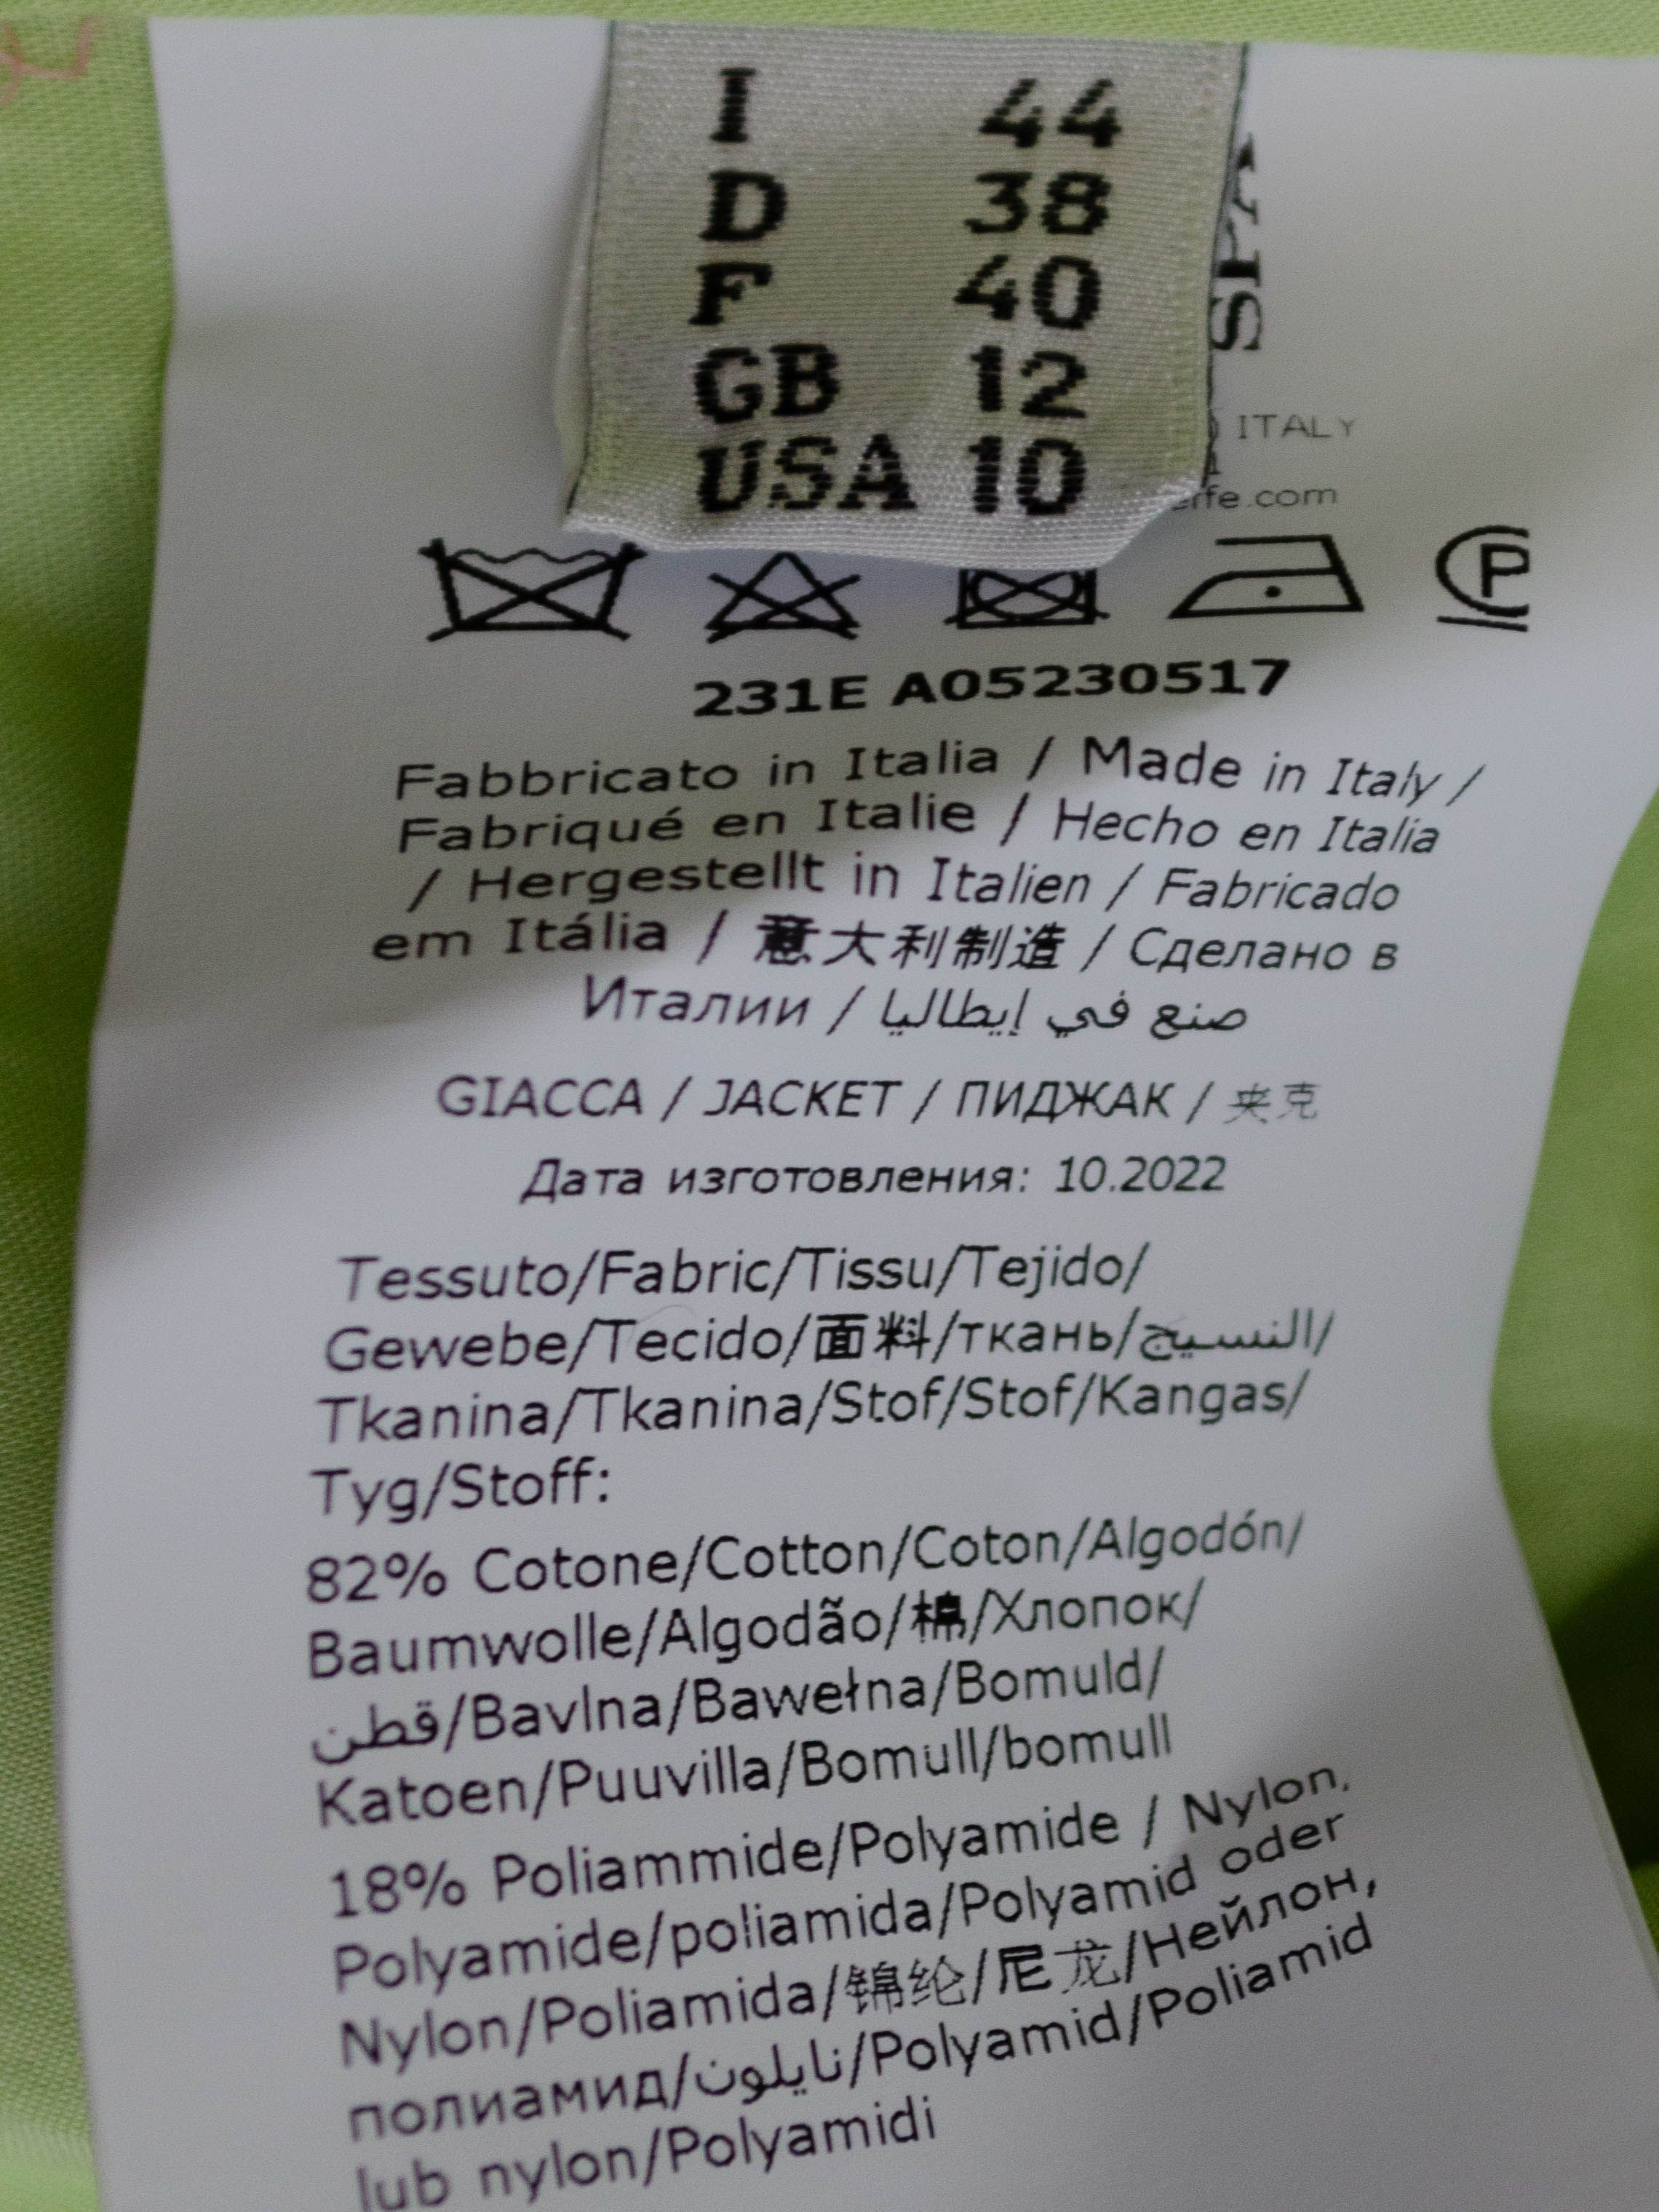 I 44
D 38
F 40
GB 12
USA 10
SIS
ITALY
erfe.com
P
231E A05230517
Fabbricato in Italia / Made in Italy /
Fabriqué en Italie / Hecho en Italia
/ Hergestellt in Italien / Fabricado
em Itália / 意大利制造 / Сделано в
Италии / صنع في إيطاليا
GIACCA / JACKET / ПИДЖАК / 夹克
Дата изготовления: 10.2022
Tessuto/Fabric/Tissu/Tejido/
Gewebe/Tecido/面料/ткань/النسيج/
Tkanina/Tkanina/Stof/Stof/Kangas/
Tyg/Stoff:
82% Cotone/Cotton/Coton/Algodón/
Baumwolle/Algodão/棉/Хлопок/
قطن/Bavlna/Bawełna/Bomuld/
Katoen/Puuvilla/Bomull/bomull
18% Poliammide/Polyamide / Nylon,
Polyamide/poliamida/Polyamid oder
Nylon/Poliamida/锦纶/尼龙/Нейлон,
полиамид/نايلون/Polyamid/Poliamid
lub nylon/Polyamidi